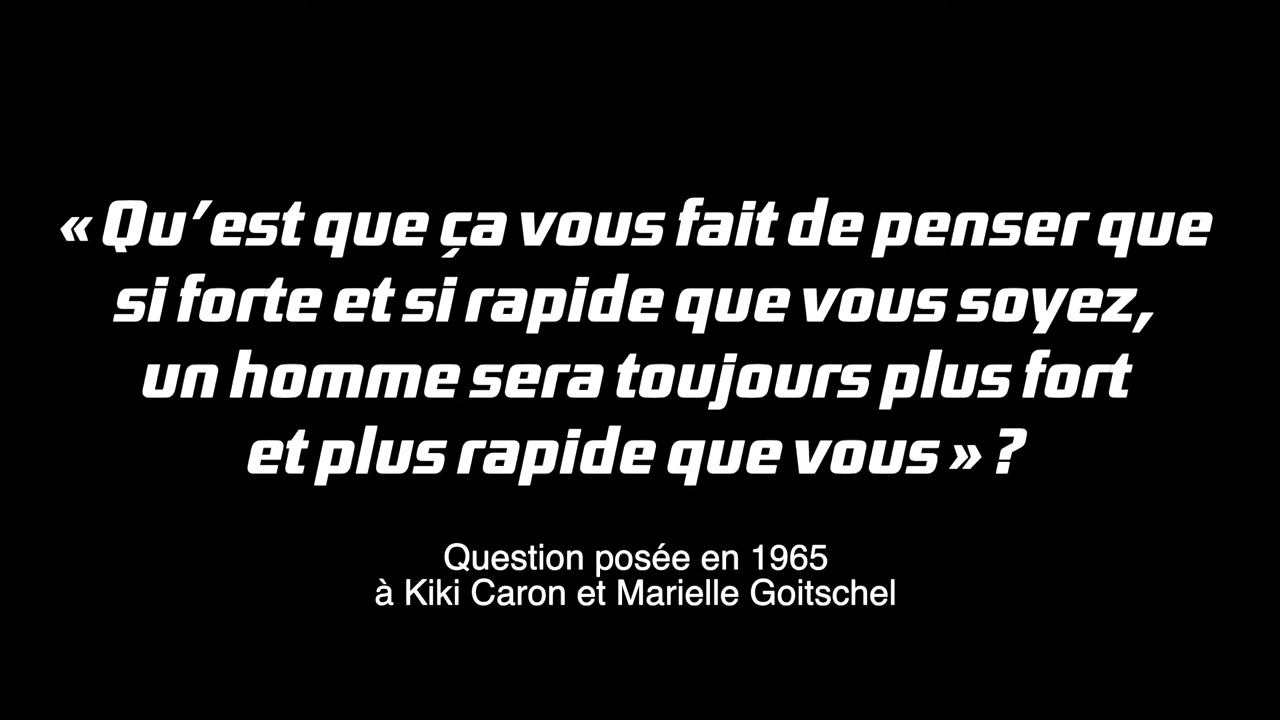 « Qu’est que ça vous fait de penser que
si forte et si rapide que vous soyez,
un homme sera toujours plus fort
et plus rapide que vous » ?
Question posée en 1965
à Kiki Caron et Marielle Goitschel